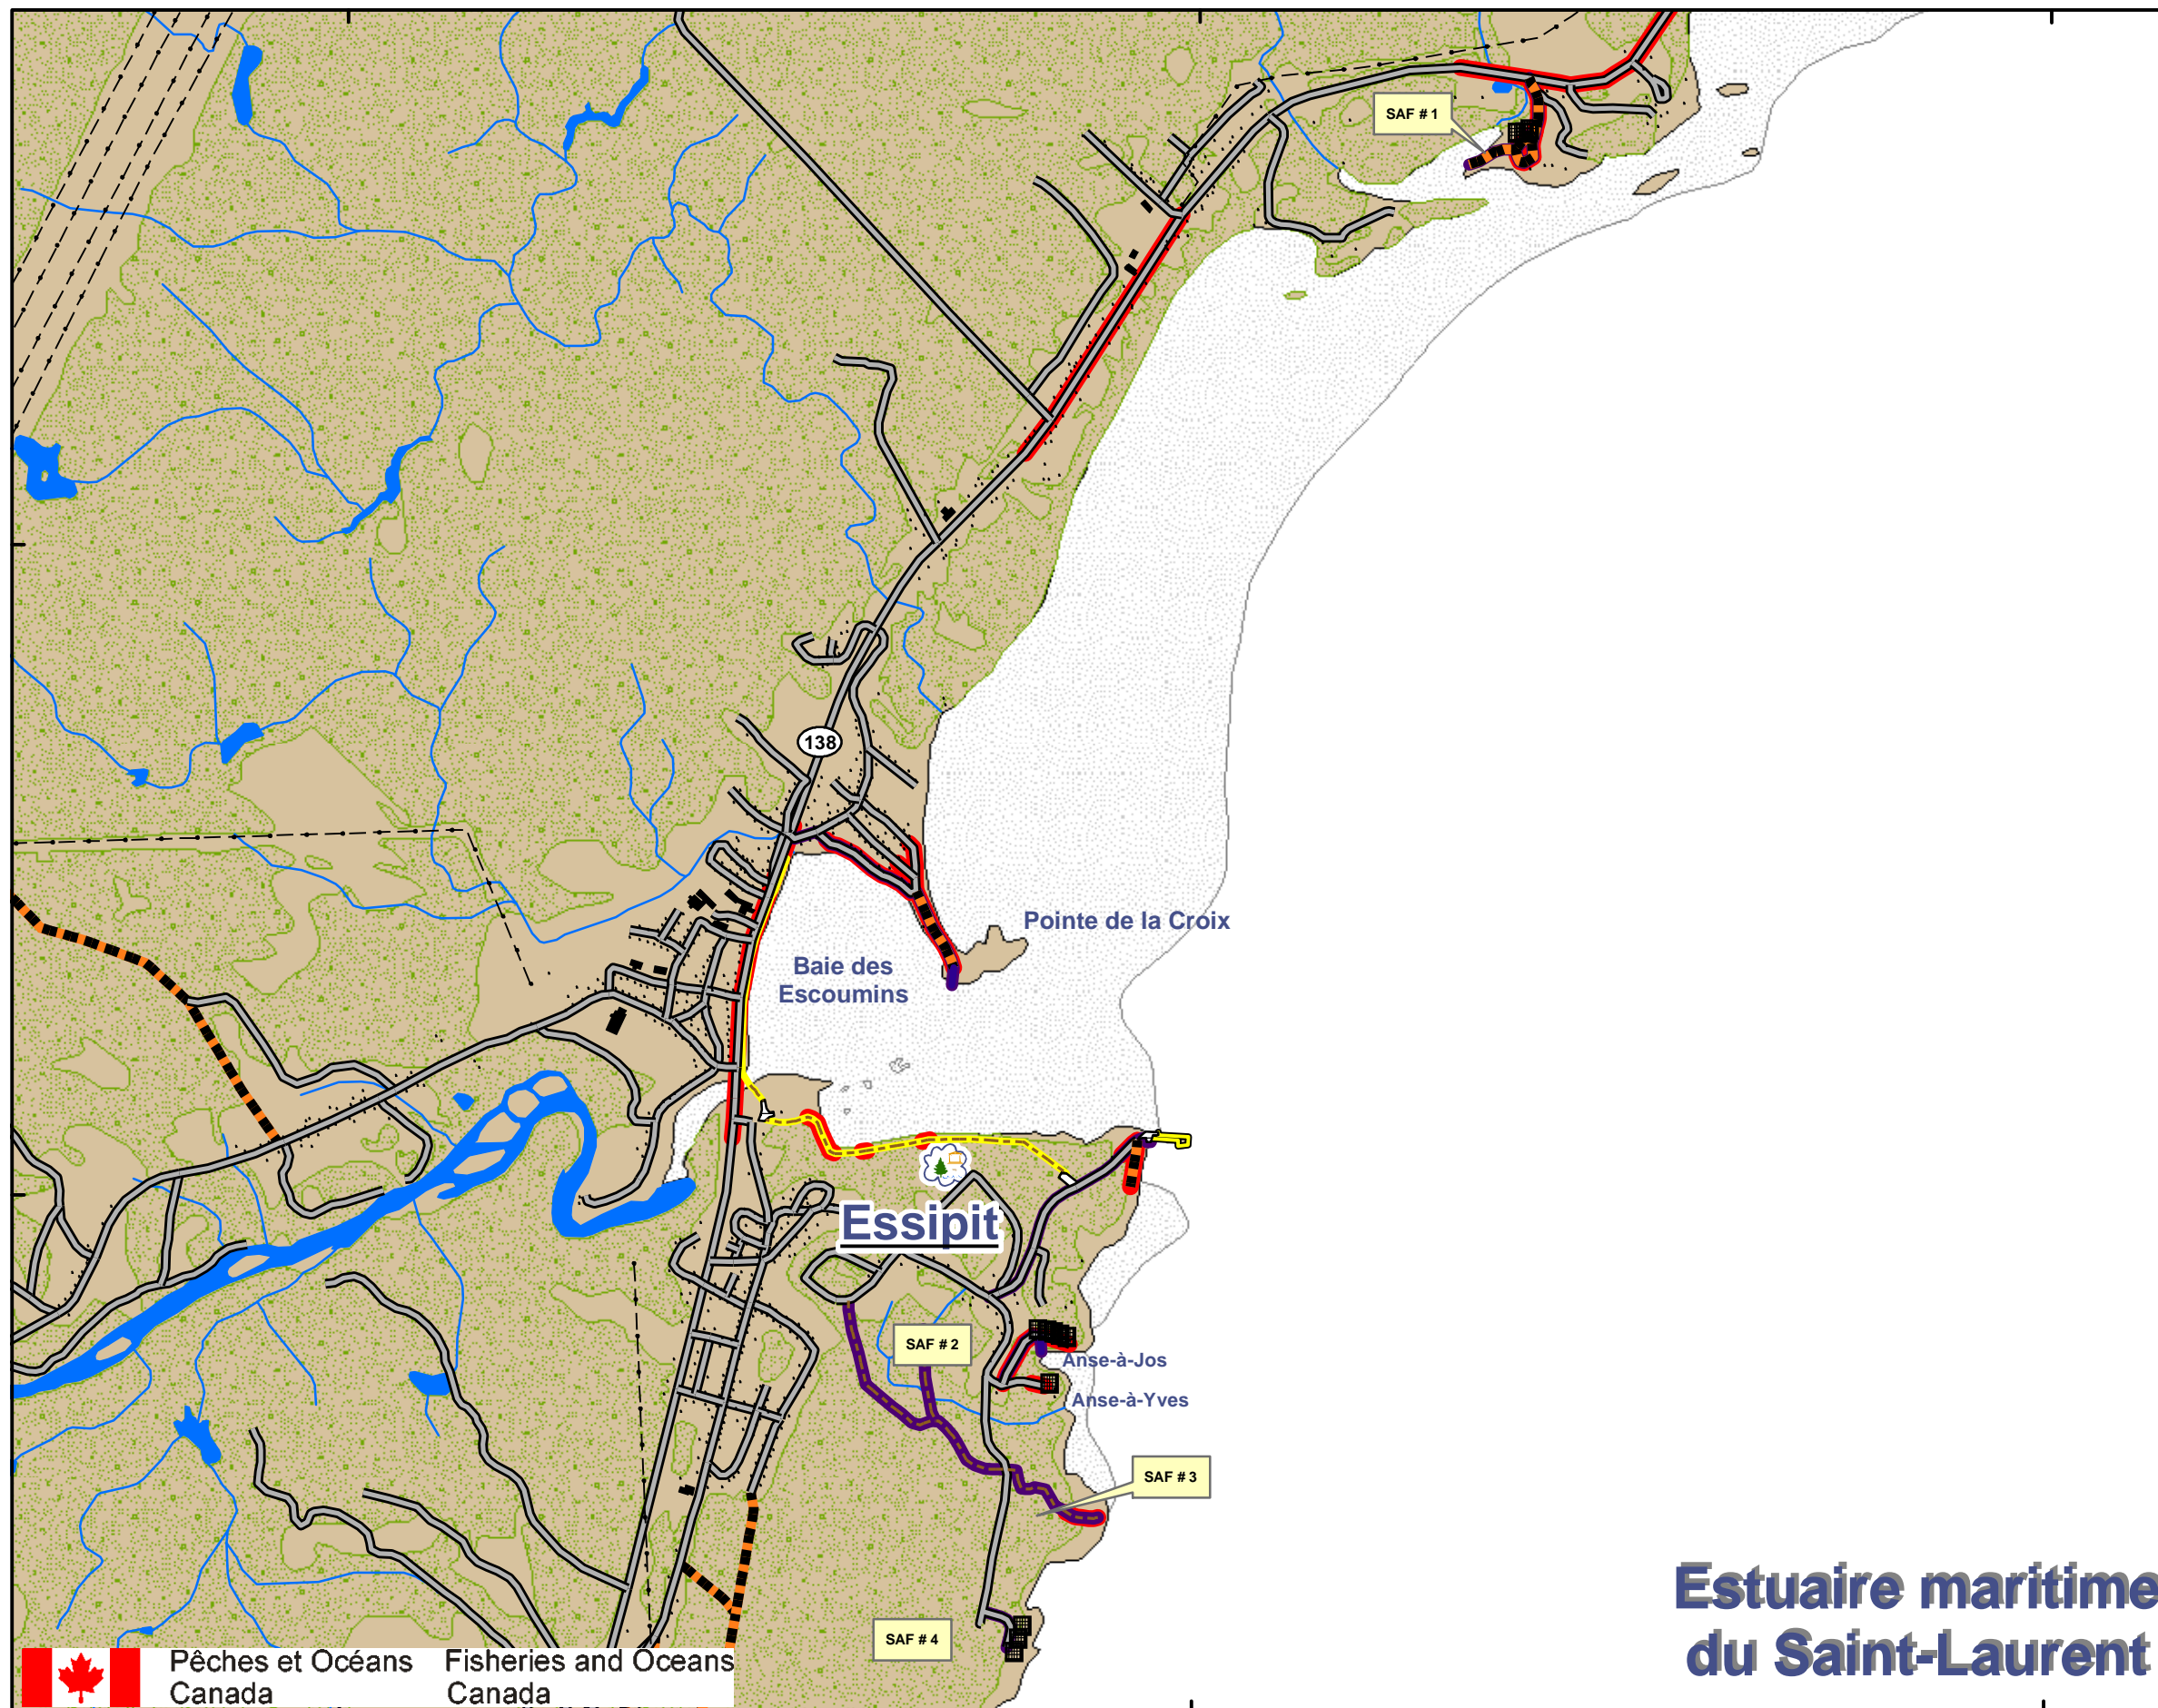 SAF # 1
138
Pointe de la Croix
Baie des
Escoumins
Essipit
SAF # 2
Anse-à-Jos
Anse-à-Yves
SAF # 3
Estuaire maritime
du Saint-Laurent
SAF # 4
Pêches et Océans
Canada
Fisheries and Oceans
Canada